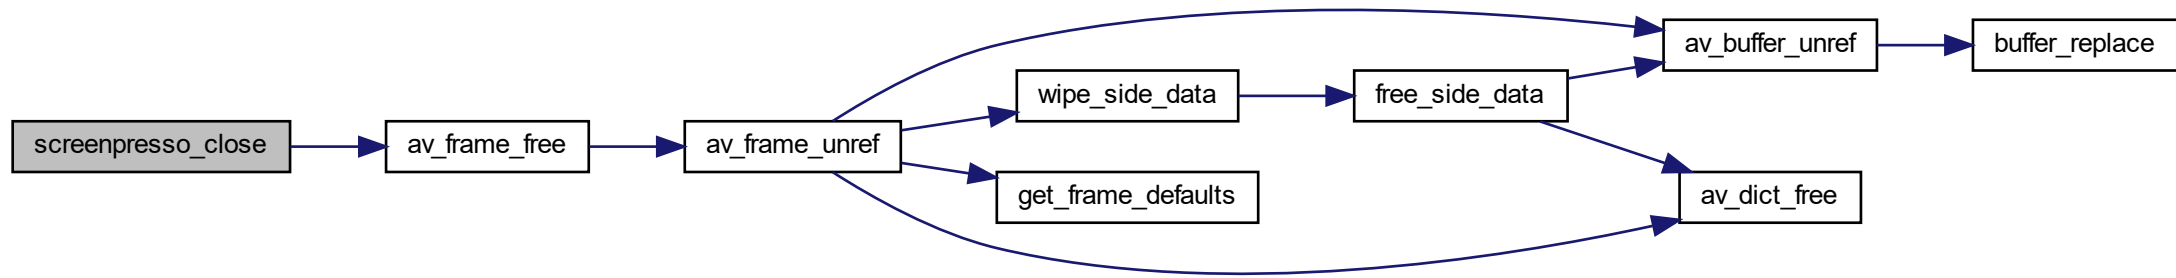 screenpresso_close
av_frame_free
av_frame_unref
wipe_side_data
get_frame_defaults
free_side_data
av_buffer_unref
av_dict_free
buffer_replace